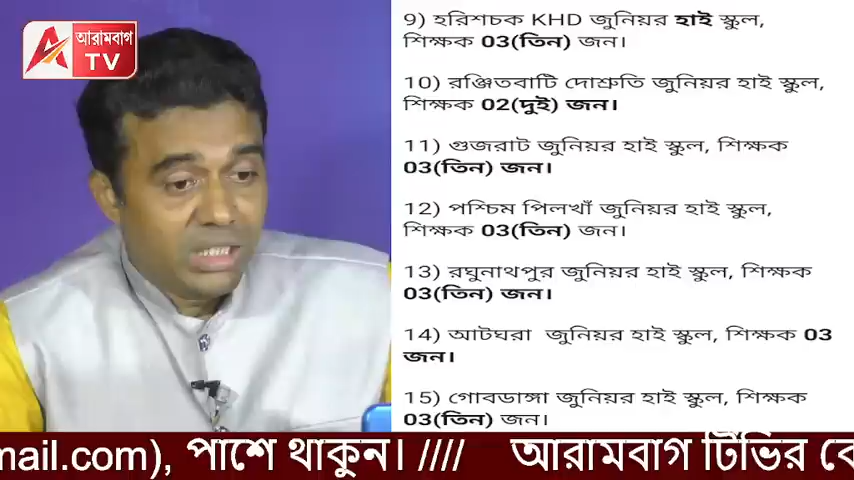 আরামবাগ
TV
9) হরিশচক KHD জুনিয়র হাই স্কুল,
শিক্ষক 03(তিন) জন।
10) রঞ্জিতবাটি দোশ্রুতি জুনিয়র হাই স্কুল,
শিক্ষক 02(দুই) জন।
11) গুজরাট জুনিয়র হাই স্কুল, শিক্ষক
03(তিন) জন।
12) পশ্চিম পিলখাঁ জুনিয়র হাই স্কুল,
শিক্ষক 03(তিন) জন।
13) রঘুনাথপুর জুনিয়র হাই স্কুল, শিক্ষক
03(তিন) জন।
14) আটঘরা জুনিয়র হাই স্কুল, শিক্ষক 03
জন।
15) গোবডাঙ্গা জুনিয়র হাই স্কুল, শিক্ষক
03(তিন) জন।
mail.com), পাশে থাকুন। //// আরামবাগ টিভির